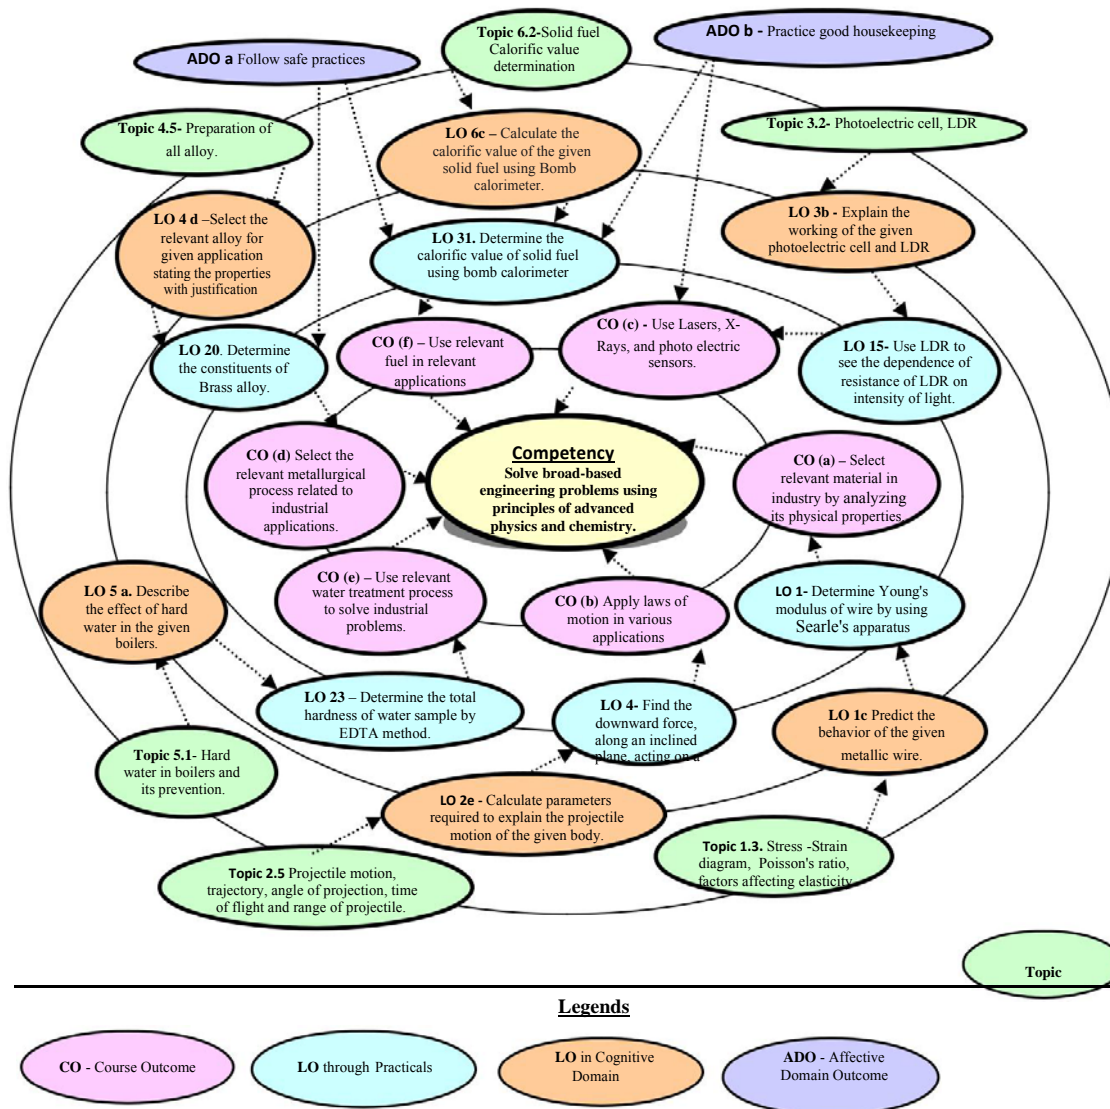 Topic 6.2-Solid fuel
Calorific value
determination
ADO b - Practice good housekeeping
ADO a Follow safe practices
Topic 4.5- Preparation of
all alloy.
Topic 3.2- Photoelectric cell, LDR
LO 6c – Calculate the
calorific value of the given
solid fuel using Bomb
calorimeter.
LO 4 d –Select the
relevant alloy for
given application
stating the properties
with justification
LO 3b - Explain the
working of the given
photoelectric cell and LDR
LO 31. Determine the
calorific value of solid fuel
using bomb calorimeter
LO 20. Determine
the constituents of
Brass alloy.
CO (f) – Use relevant
fuel in relevant
applications
CO (c) - Use Lasers, X-
Rays, and photo electric
sensors.
LO 15- Use LDR to
see the dependence of
resistance of LDR on
intensity of light.
CO (d) Select the
relevant metallurgical
process related to
industrial
applications.
Competency
Solve broad-based
engineering problems using
principles of advanced
physics and chemistry.
CO (a) – Select
relevant material in
industry by analyzing
its physical properties.
LO 5 a. Describe
the effect of hard
water in the given
boilers.
CO (e) – Use relevant
water treatment process
to solve industrial
problems.
CO (b) Apply laws of
motion in various
applications
LO 1- Determine Young's
modulus of wire by using
Searle's apparatus
LO 23 – Determine the total
hardness of water sample by
EDTA method.
LO 4- Find the
downward force,
along an inclined
plane, acting on a
LO 1c Predict the
behavior of the given
metallic wire.
Topic 5.1- Hard
water in boilers and
its prevention.
LO 2e - Calculate parameters
required to explain the projectile
motion of the given body.
Topic 1.3. Stress -Strain
diagram, Poisson's ratio,
factors affecting elasticity
Topic 2.5 Projectile motion,
trajectory, angle of projection, time
of flight and range of projectile.
Topic
Legends
CO - Course Outcome
LO through Practicals
LO in Cognitive
Domain
ADO - Affective
Domain Outcome